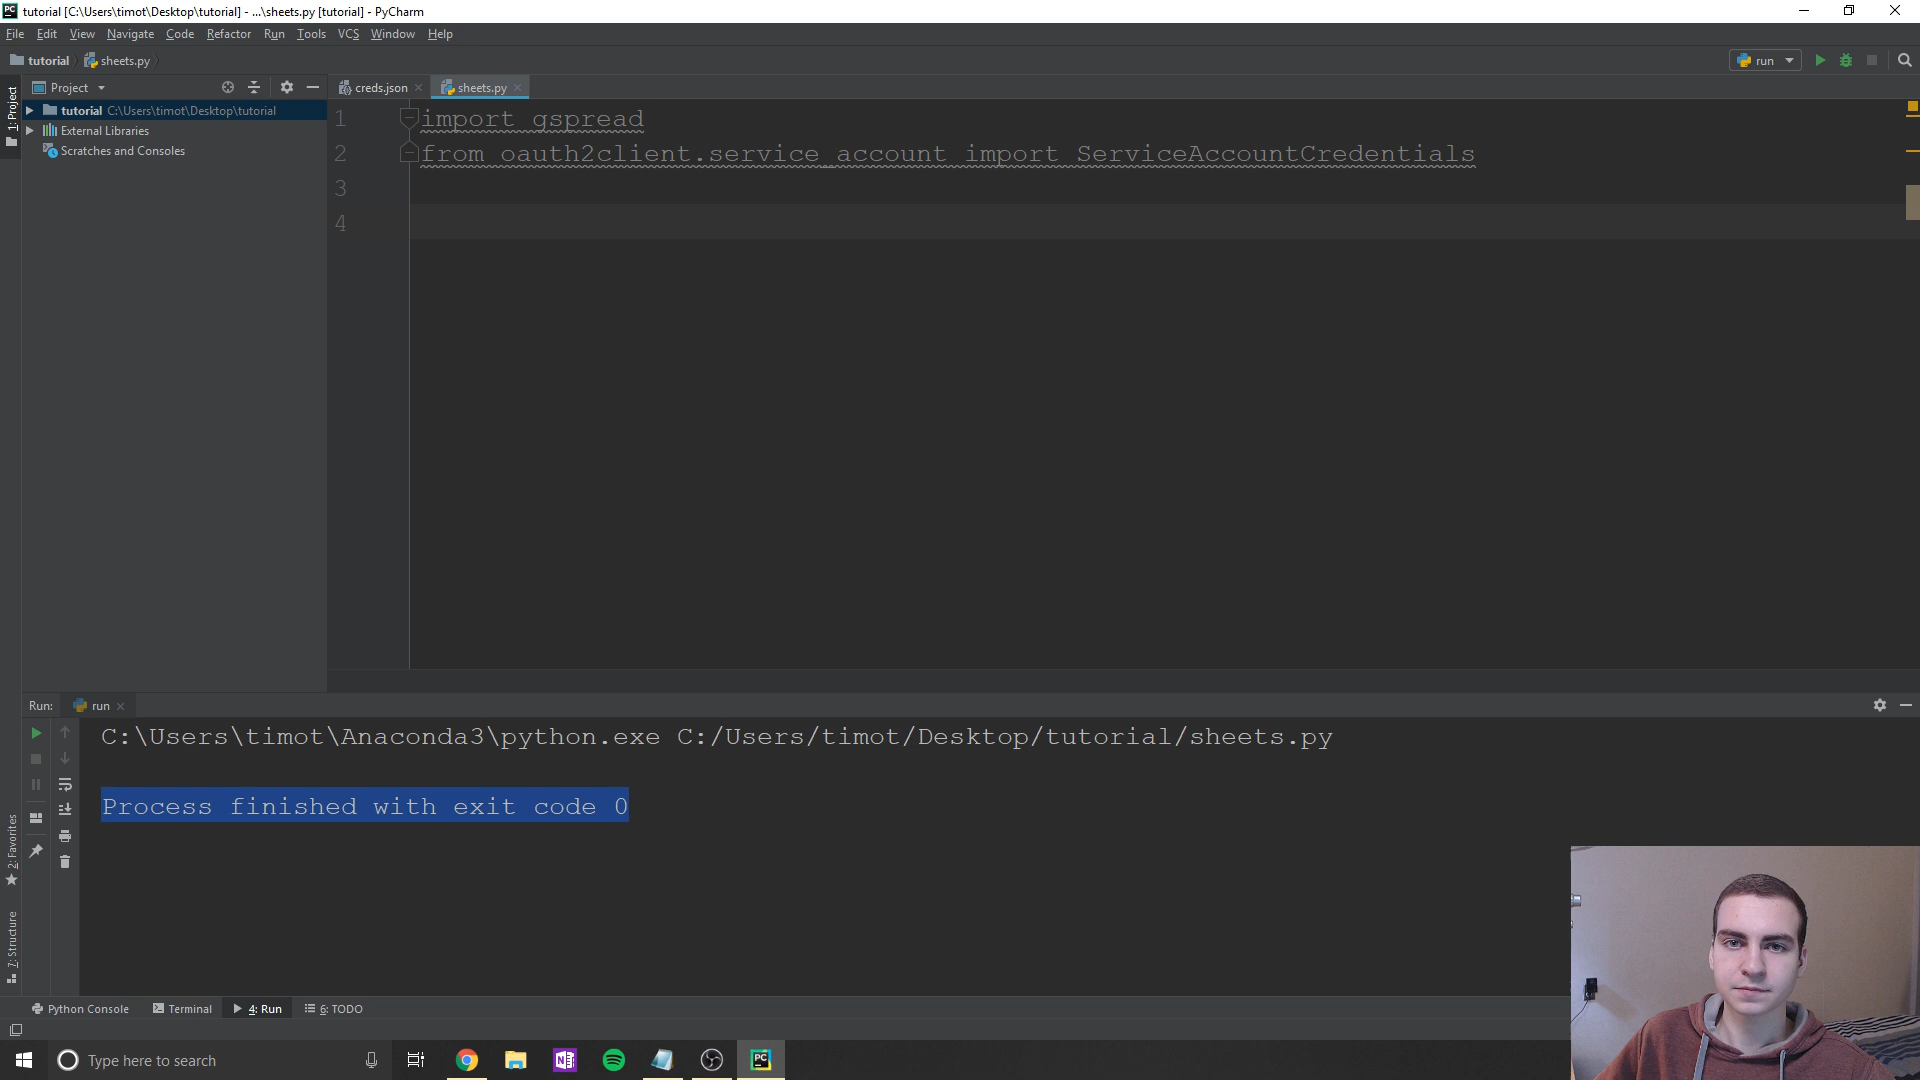 tutorial [C:\Users\timot\Desktop\tutorial] - ...\sheets.py [tutorial] - PyCharm
File Edit View Navigate Code Refactor Run Tools VCS Window Help
tutorial sheets.py run
Project creds.json sheets.py
1: Project
tutorial C:\Users\timot\Desktop\tutorial
External Libraries
Scratches and Consoles
1 import gspread
2 from oauth2client.service_account import ServiceAccountCredentials
3
4
Run: run
C:\Users\timot\Anaconda3\python.exe C:/Users/timot/Desktop/tutorial/sheets.py
Process finished with exit code 0
2: Favorites
7: Structure
Python Console Terminal 4: Run 6: TODO
Type here to search